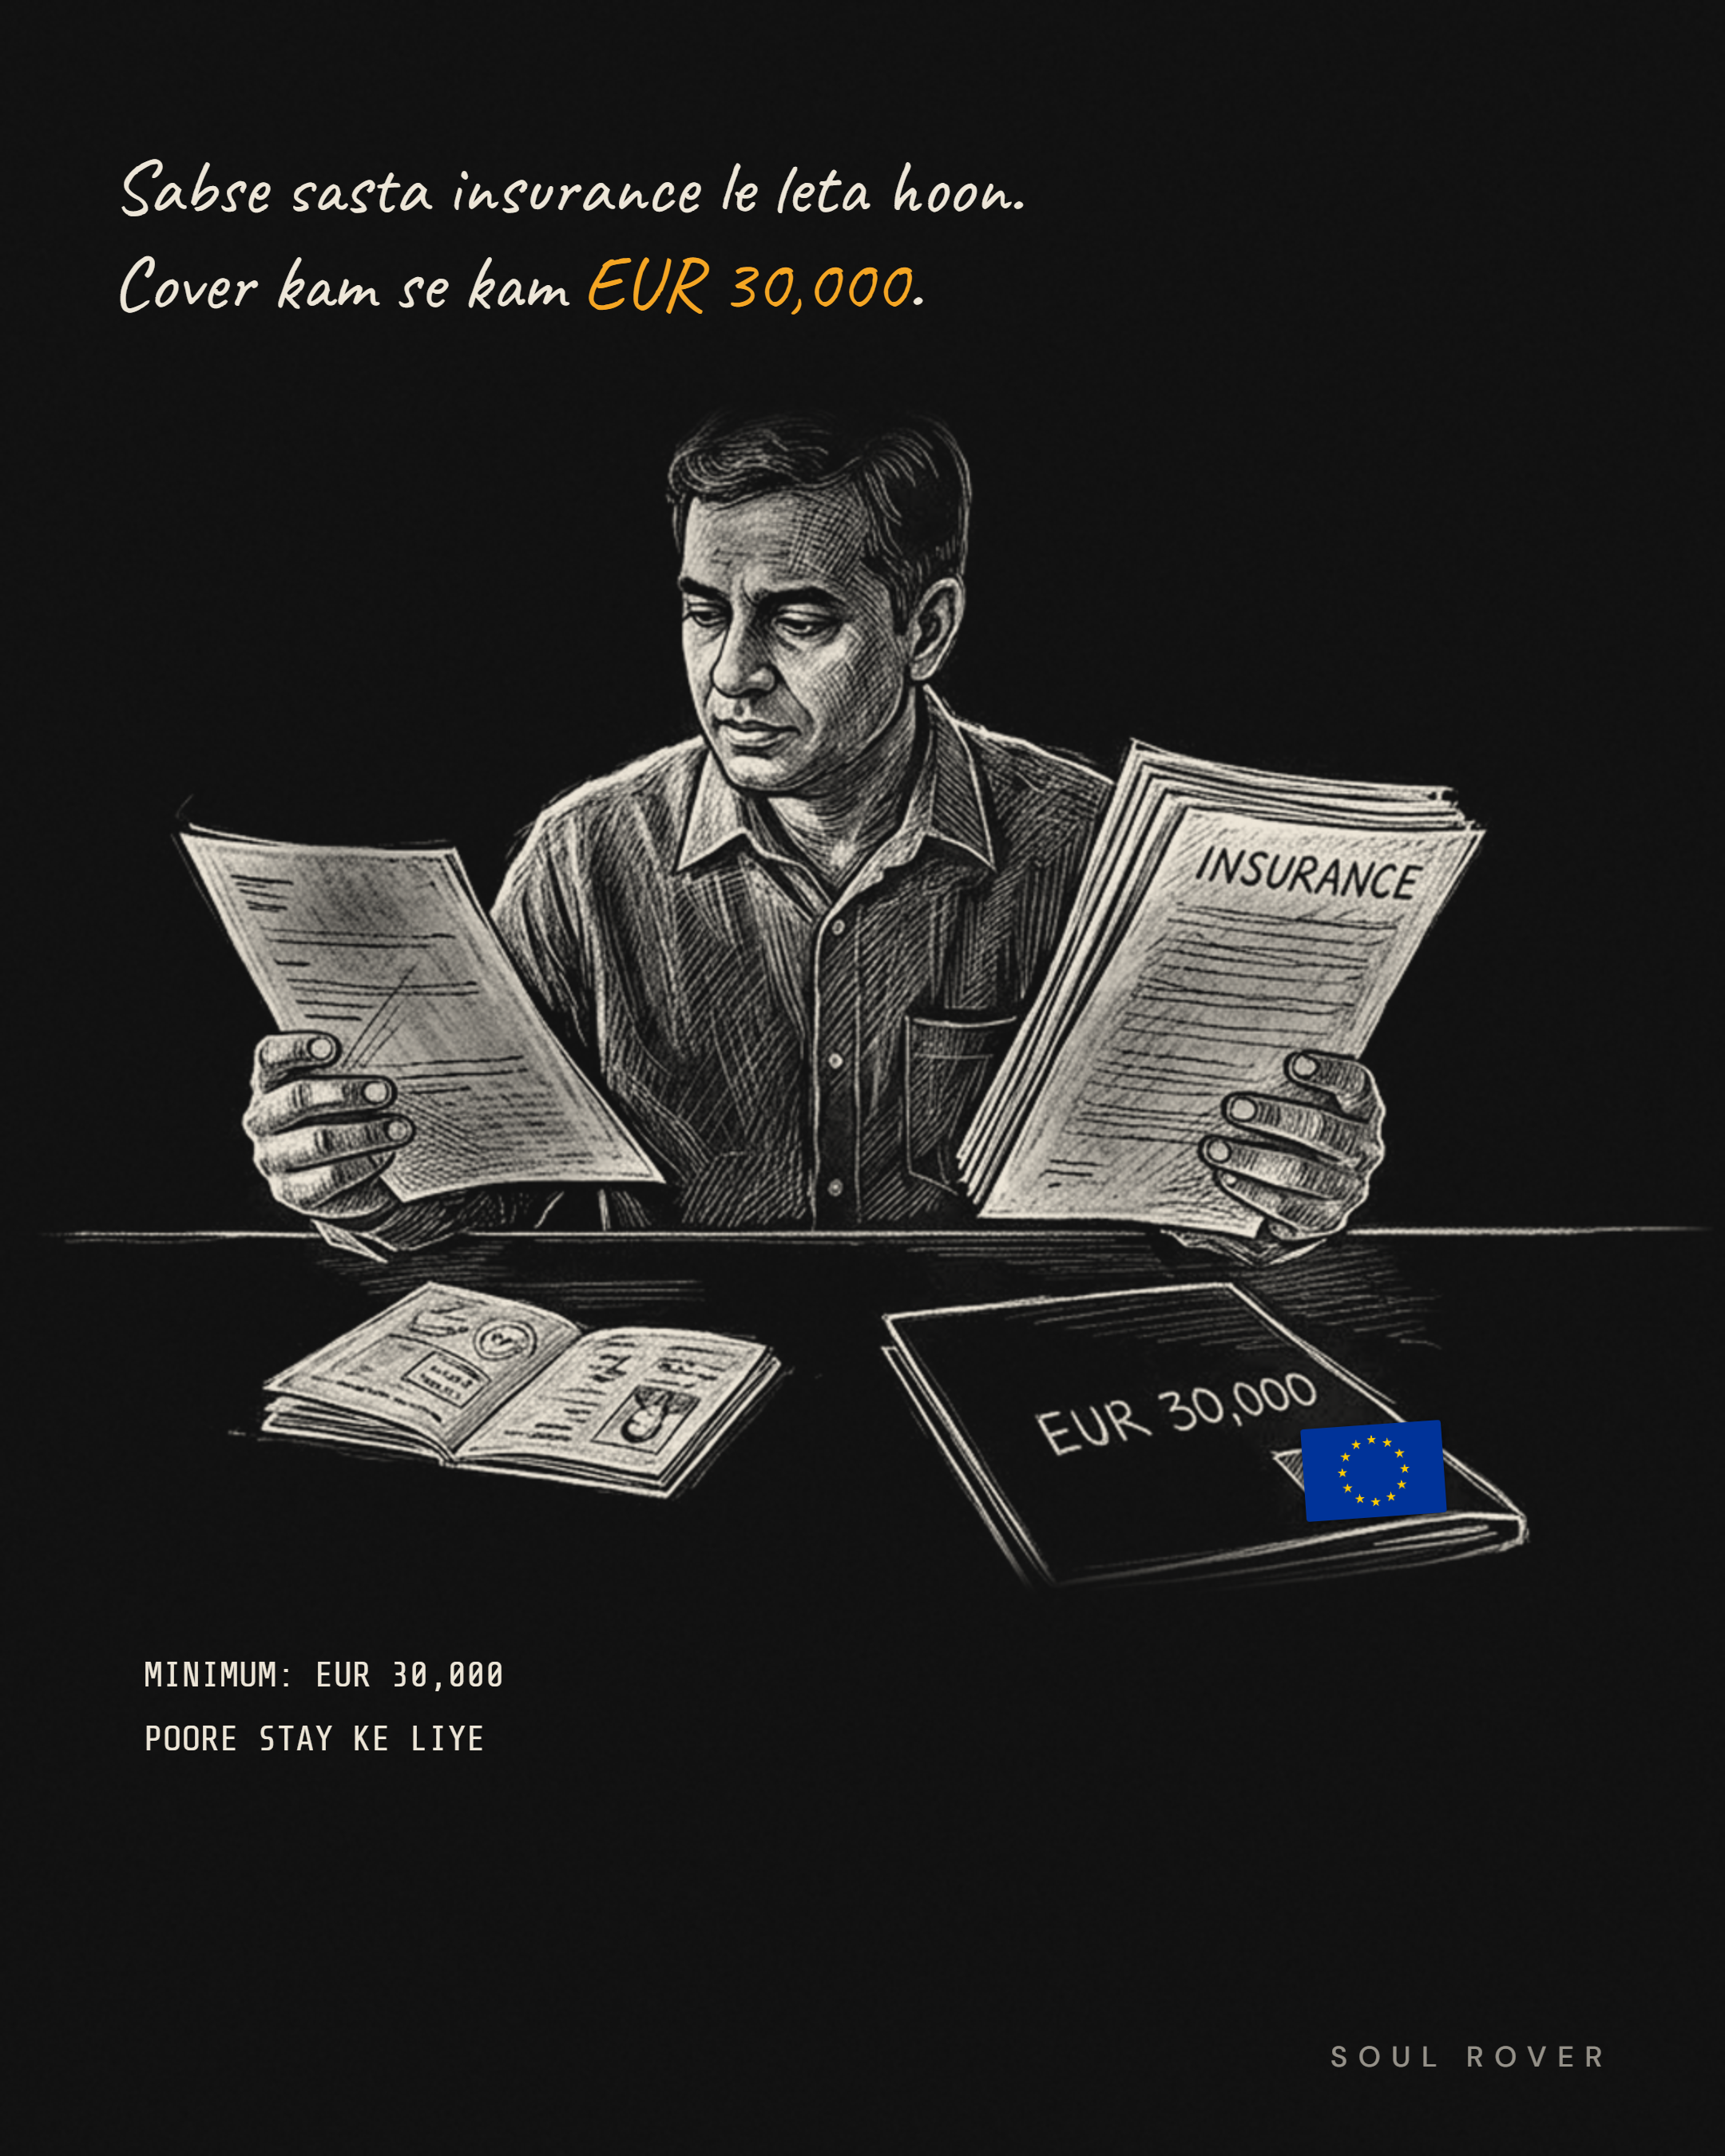 Sabse sasta insurance le leta hoon.
Cover kam se kam EUR 30,000.
INSURANCE
EUR 30,000
MINIMUM: EUR 30,000
POORE STAY KE LIYE
SOUL ROVER